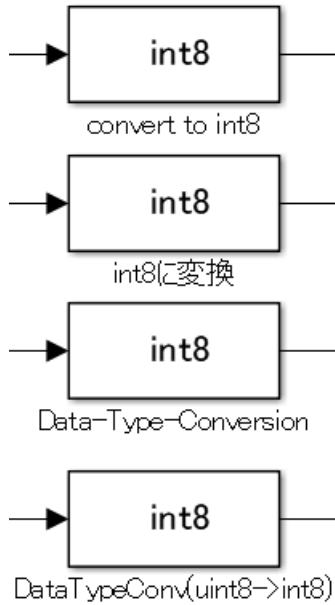 int8
convert to int8
int8
int8に変換
int8
Data-Type-Conversion
int8
DataTypeConv(uint8->int8)